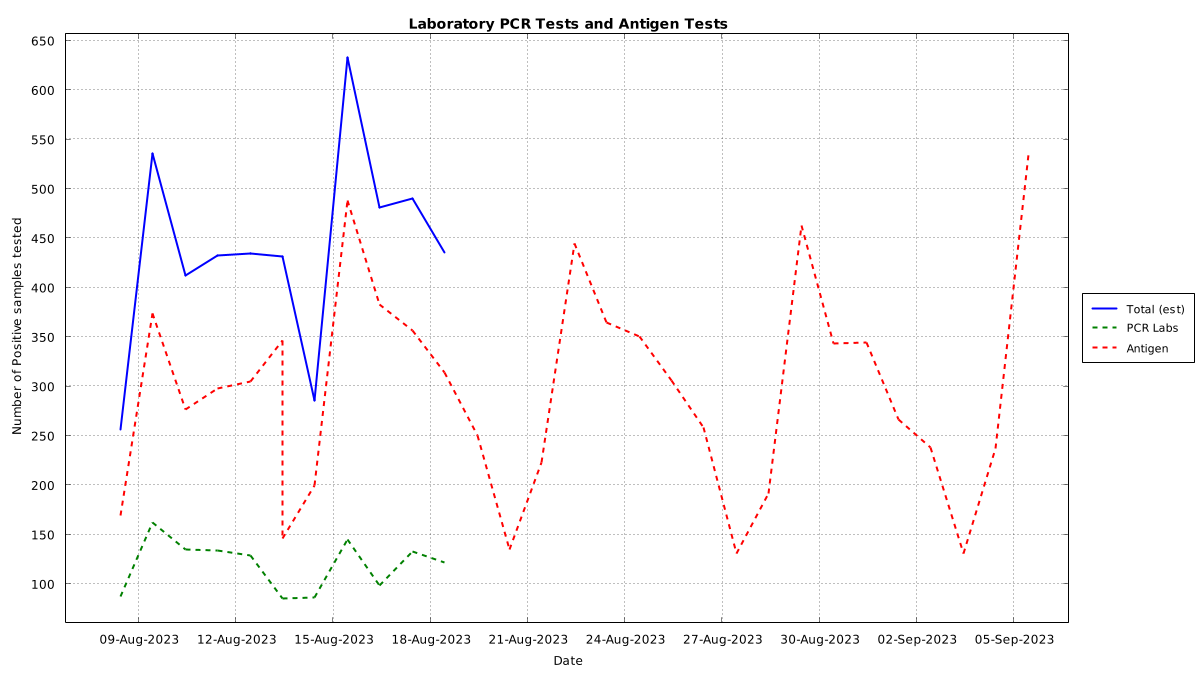 Laboratory PCR Tests and Antigen Tests
650
600
550
500
450
400
350
300
250
200
150
100
Number of Positive samples tested
09-Aug-2023 12-Aug-2023 15-Aug-2023 18-Aug-2023 21-Aug-2023 24-Aug-2023 27-Aug-2023 30-Aug-2023 02-Sep-2023 05-Sep-2023
Date
Total (est)
PCR Labs
Antigen